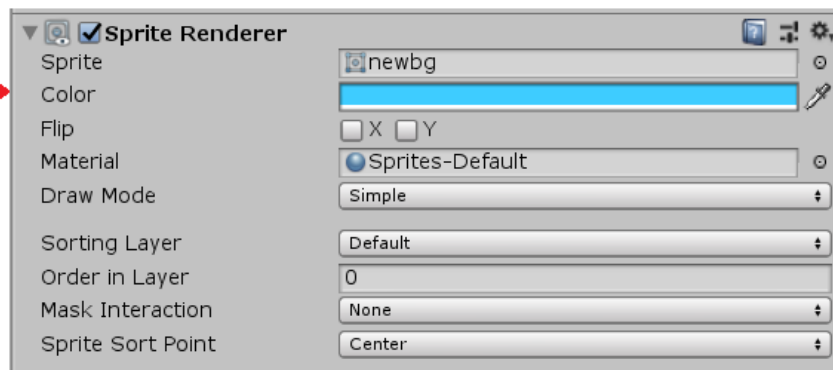 Sprite Renderer
Sprite newbg
Color
Flip X Y
Material Sprites-Default
Draw Mode Simple
Sorting Layer Default
Order in Layer 0
Mask Interaction None
Sprite Sort Point Center